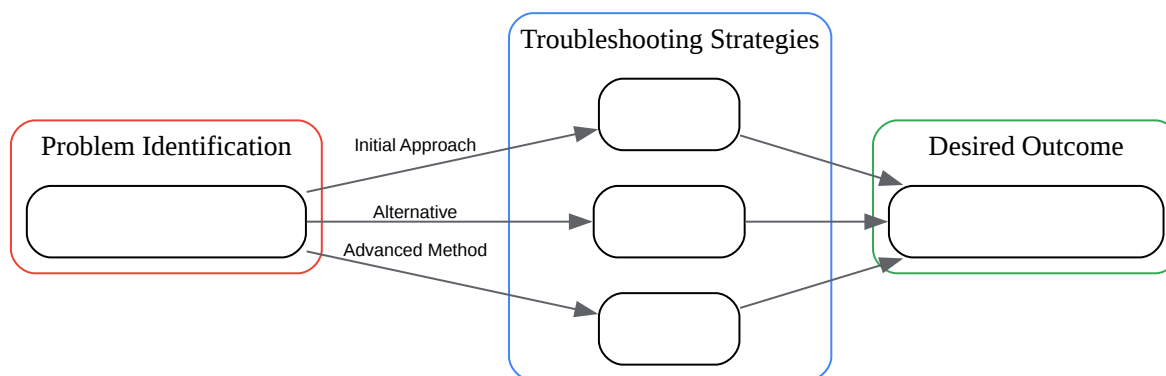 Troubleshooting Strategies
Problem Identification
Initial Approach
Desired Outcome
Alternative
Advanced Method